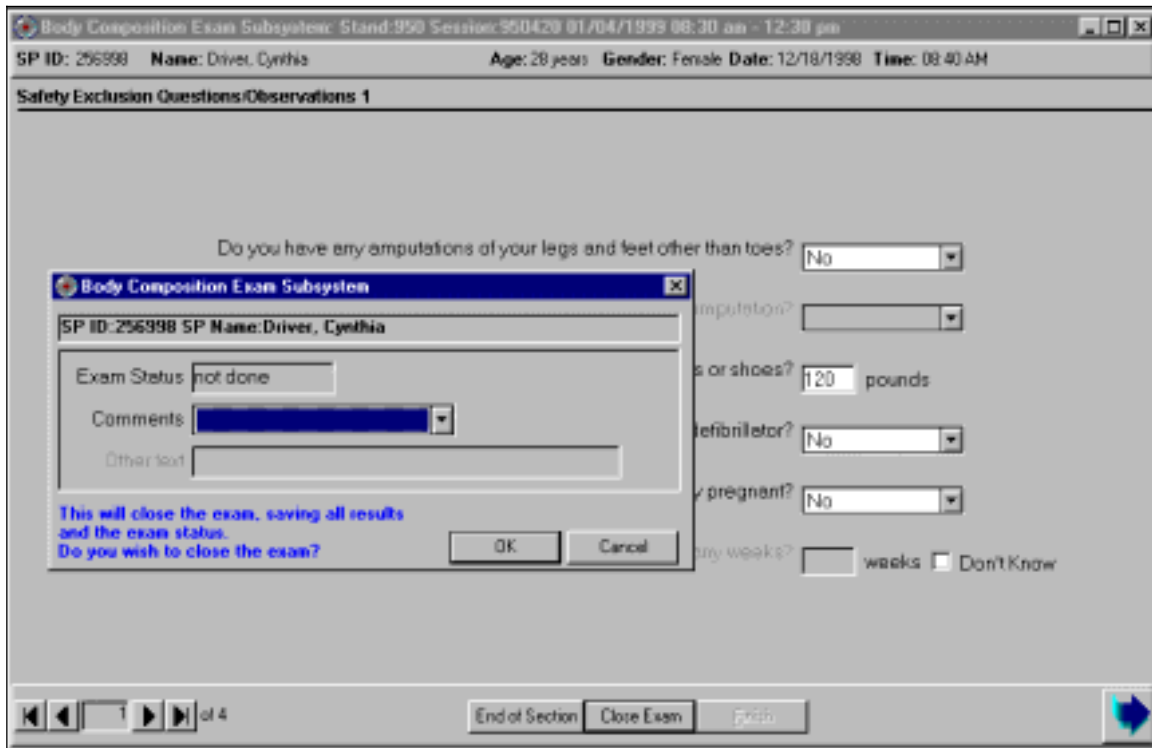 Body Composition Exam Subsystem: Stand:950 Session:950420 01/04/1999 08:30 am - 12:30 pm
SP ID: 256998 Name: Driver, Cynthia Age: 28 years Gender: Female Date: 12/18/1998 Time: 08:40 AM
Safety Exclusion Questions/Observations 1
Do you have any amputations of your legs and feet other than toes? No
Body Composition Exam Subsystem
SP ID:256998 SP Name:Driver, Cynthia
Exam Status not done
Comments
Other text
This will close the exam, saving all results
and the exam status.
Do you wish to close the exam?
OK Cancel
amputation?
s or shoes? 120 pounds
defibrillator? No
y pregnant? No
any weeks? weeks Don't Know
1 of 4 End of Section Close Exam Finish